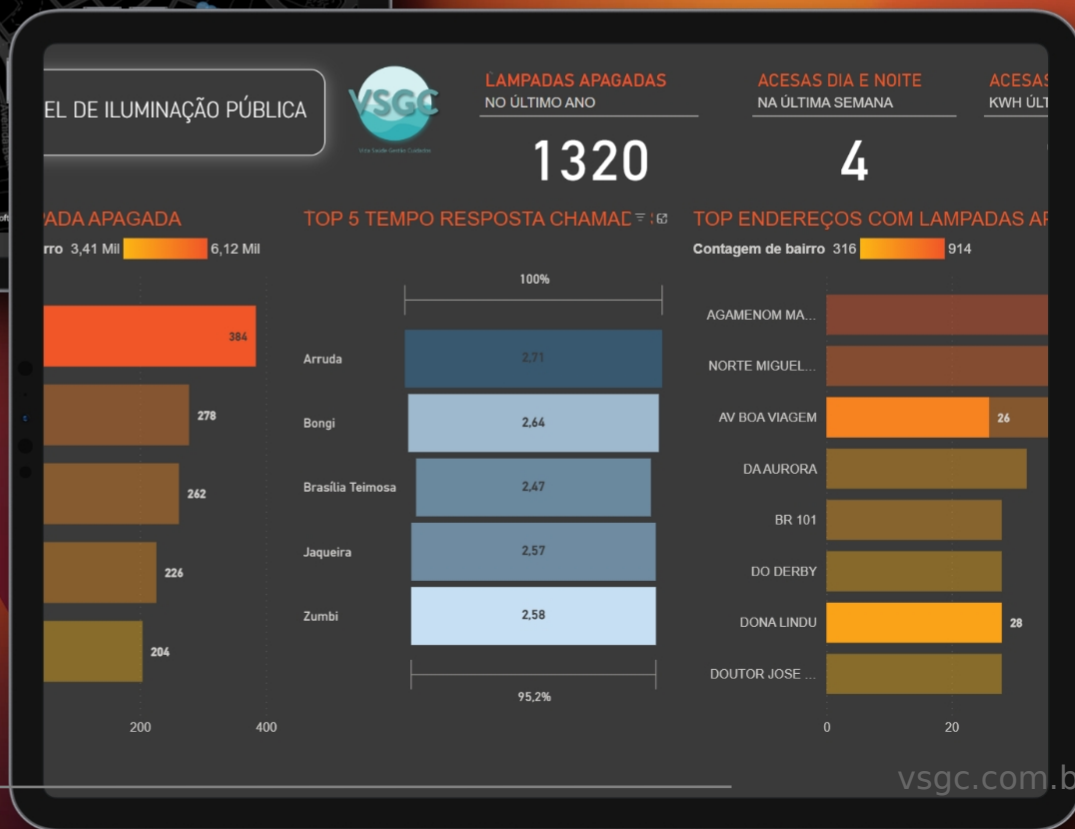 EL DE ILUMINAÇÃO PÚBLICA
VSGC
LAMPADAS APAGADAS
NO ÚLTIMO ANO
1320
ACESAS DIA E NOITE
NA ÚLTIMA SEMANA
4
ACESAS
KWH ÚLT
ADA APAGADA
rro 3,41 Mil 6,12 Mil
384
278
262
226
204
200 400
TOP 5 TEMPO RESPOSTA CHAMAD
100%
Arruda 2,71
Bongi 2,64
Brasília Teimosa 2,47
Jaqueira 2,57
Zumbi 2,58
95,2%
TOP ENDEREÇOS COM LAMPADAS AP
Contagem de bairro 316 914
AGAMENOM MA...
NORTE MIGUEL...
AV BOA VIAGEM 26
DA AURORA
BR 101
DO DERBY
DONA LINDU 28
DOUTOR JOSE ...
0 20
vsgc.com.b